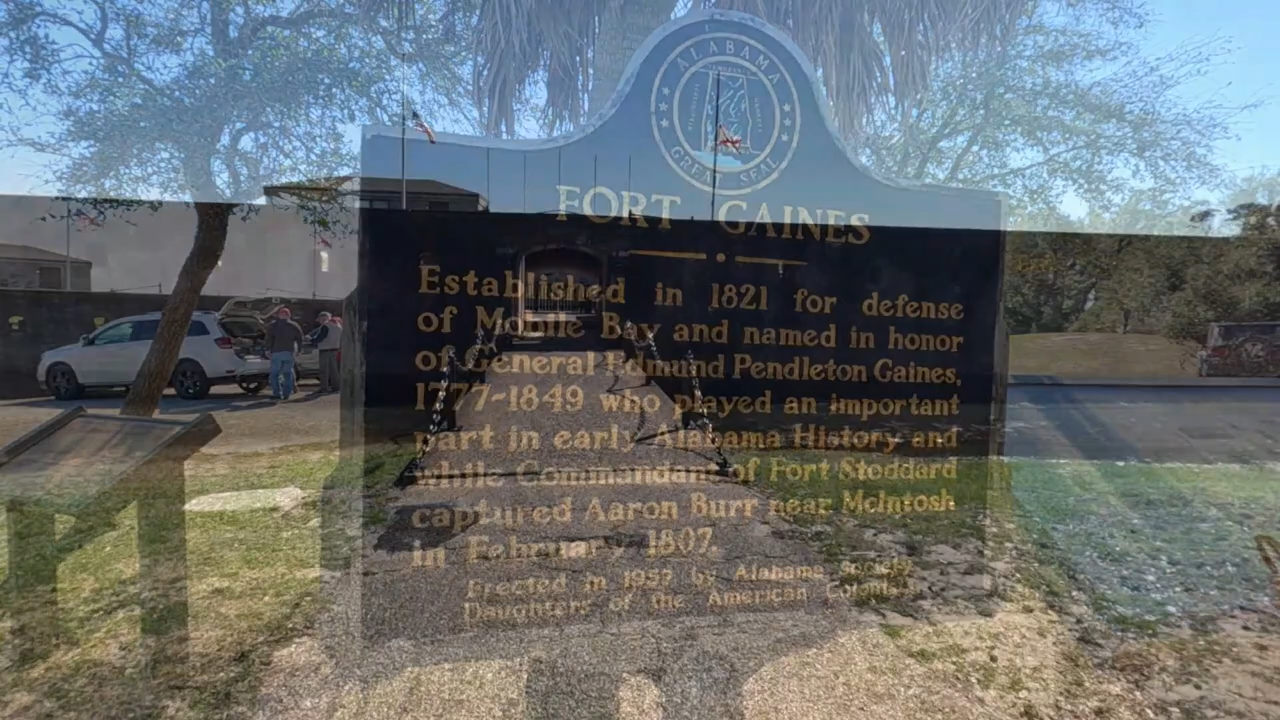 ALABAMA
GREAT SEAL
FORT GAINES
Established in 1821 for defense
of Mobile Bay and named in honor
of General Edmund Pendleton Gaines,
1777-1849 who played an important
part in early Alabama History and
while Commandant of Fort Stoddard
captured Aaron Burr near McIntosh
in February 1807.
Erected in 1957 by Alabama Society
Daughters of the American Colonists